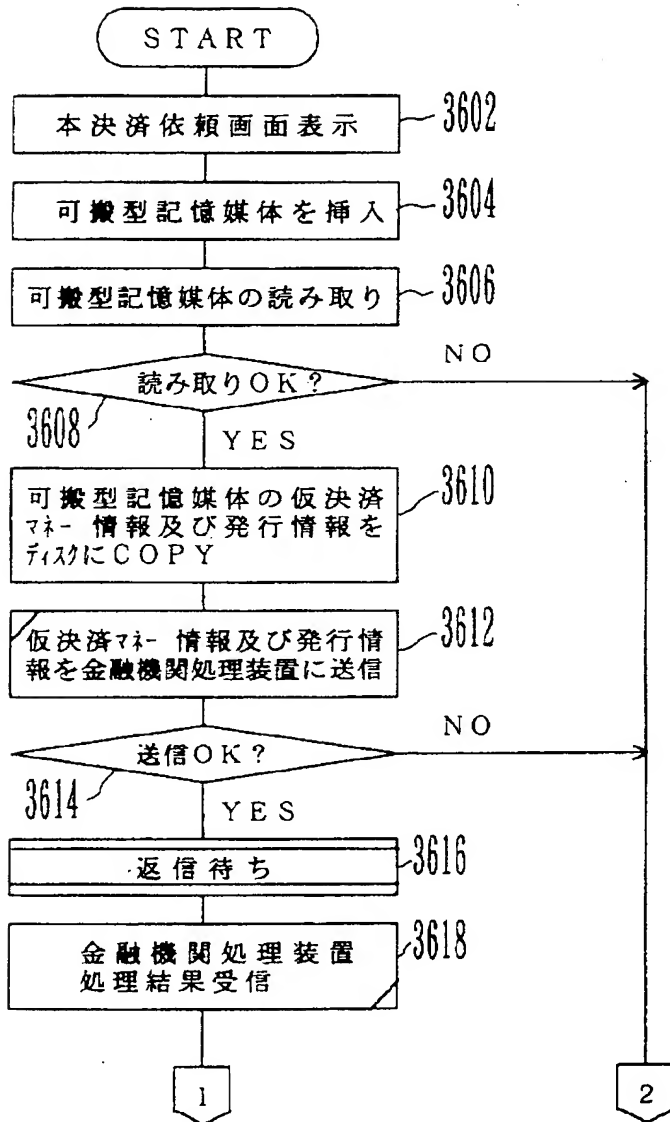 START
本決済依頼画面表示
3602
可搬型記憶媒体を挿入
3604
可搬型記憶媒体の読み取り
3606
読み取りOK?
NO
3608
YES
可搬型記憶媒体の仮決済
マネー情報及び発行情報を
ディスクにCOPY
3610
仮決済マネー情報及び発行情
報を金融機関処理装置に送信
3612
送信OK?
NO
3614
YES
返信待ち
3616
金融機関処理装置
処理結果受信
3618
1
2